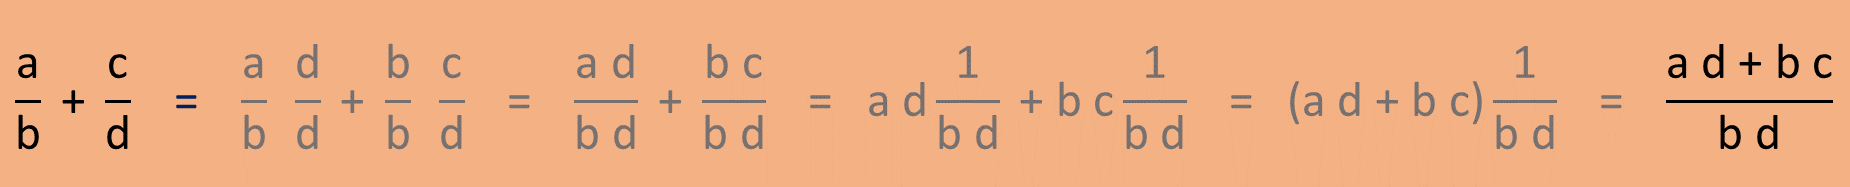 a/b + c/d = a/b d/d + b/b c/d = a d/b d + b c/b d = a d 1/b d + b c 1/b d = (a d + b c) 1/b d = a d + b c/b d